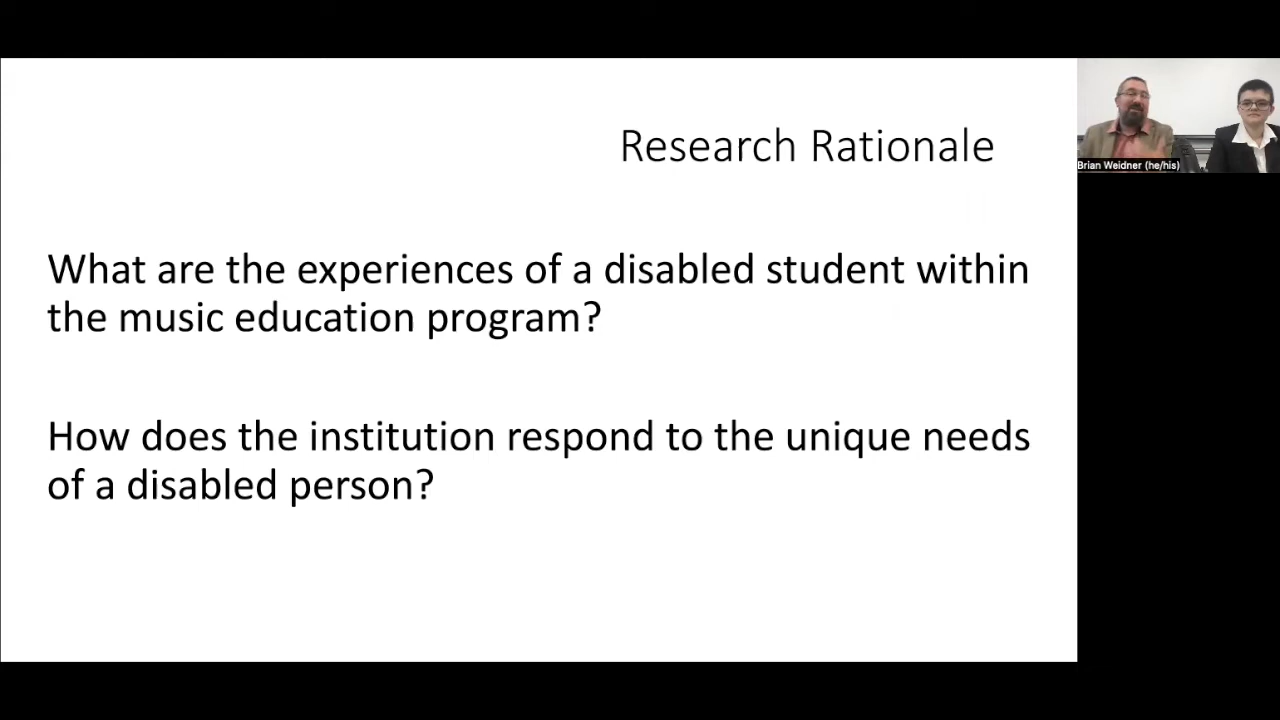 Research Rationale
Brian Weidner (he/his)
What are the experiences of a disabled student within
the music education program?
How does the institution respond to the unique needs
of a disabled person?